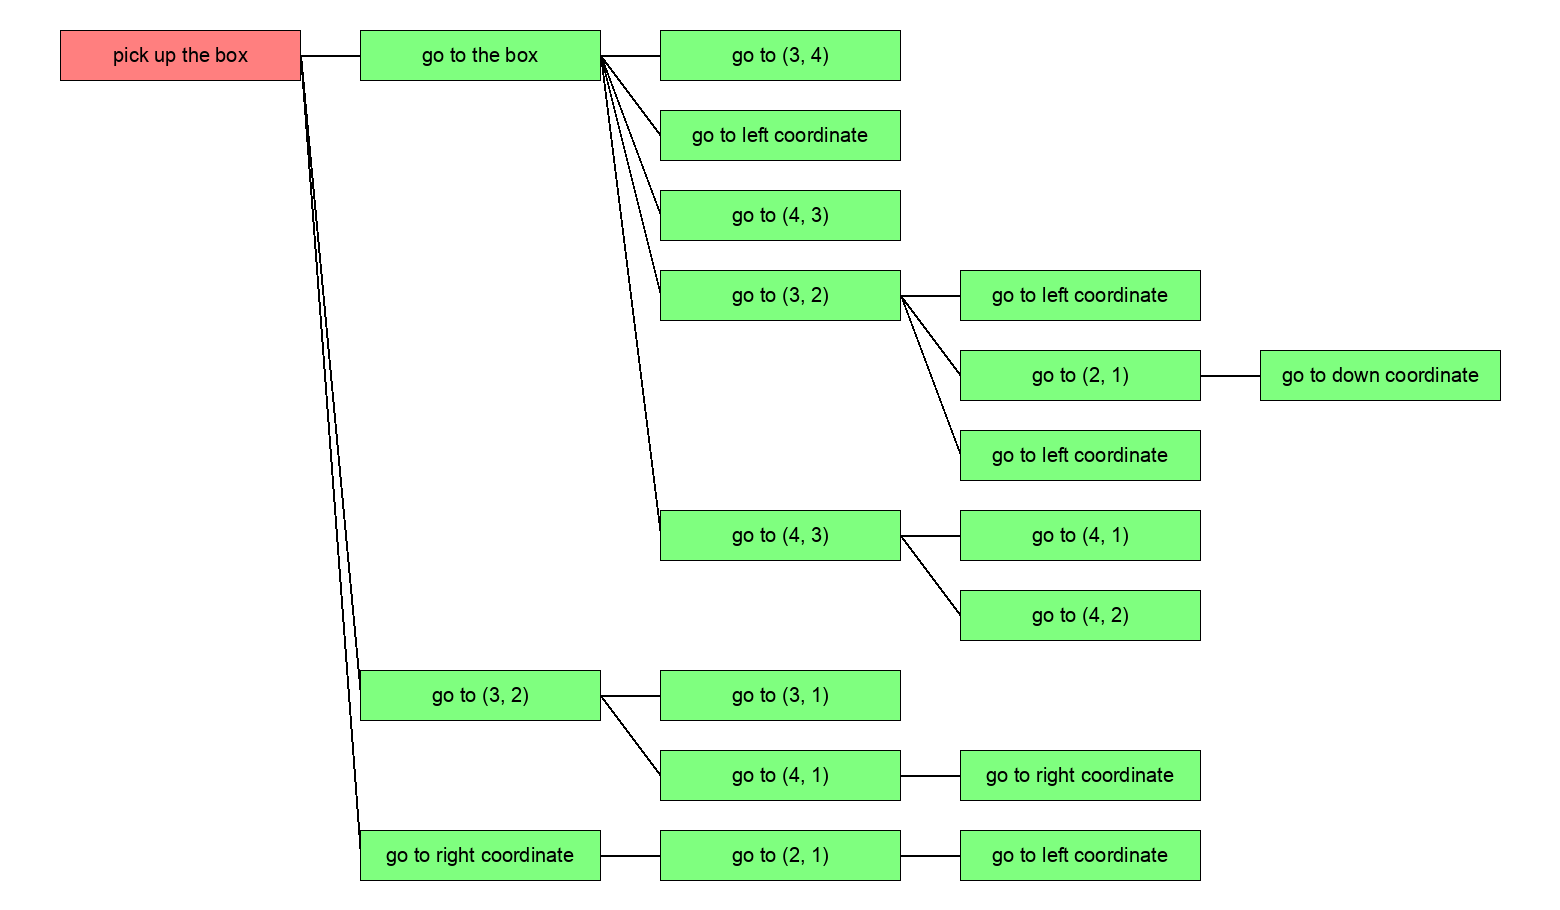 pick up the box
go to the box
go to (3, 4)
go to left coordinate
go to (4, 3)
go to (3, 2)
go to left coordinate
go to (2, 1)
go to down coordinate
go to left coordinate
go to (4, 3)
go to (4, 1)
go to (4, 2)
go to (3, 2)
go to (3, 1)
go to (4, 1)
go to right coordinate
go to right coordinate
go to (2, 1)
go to left coordinate